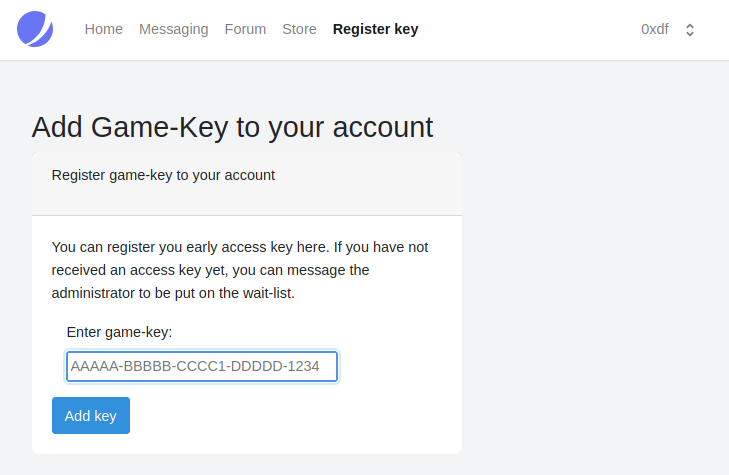 Home Messaging Forum Store Register key 0xdf
Add Game-Key to your account
Register game-key to your account
You can register you early access key here. If you have not
received an access key yet, you can message the
administrator to be put on the wait-list.
Enter game-key:
AAAAA-BBBBB-CCCC1-DDDDD-1234
Add key